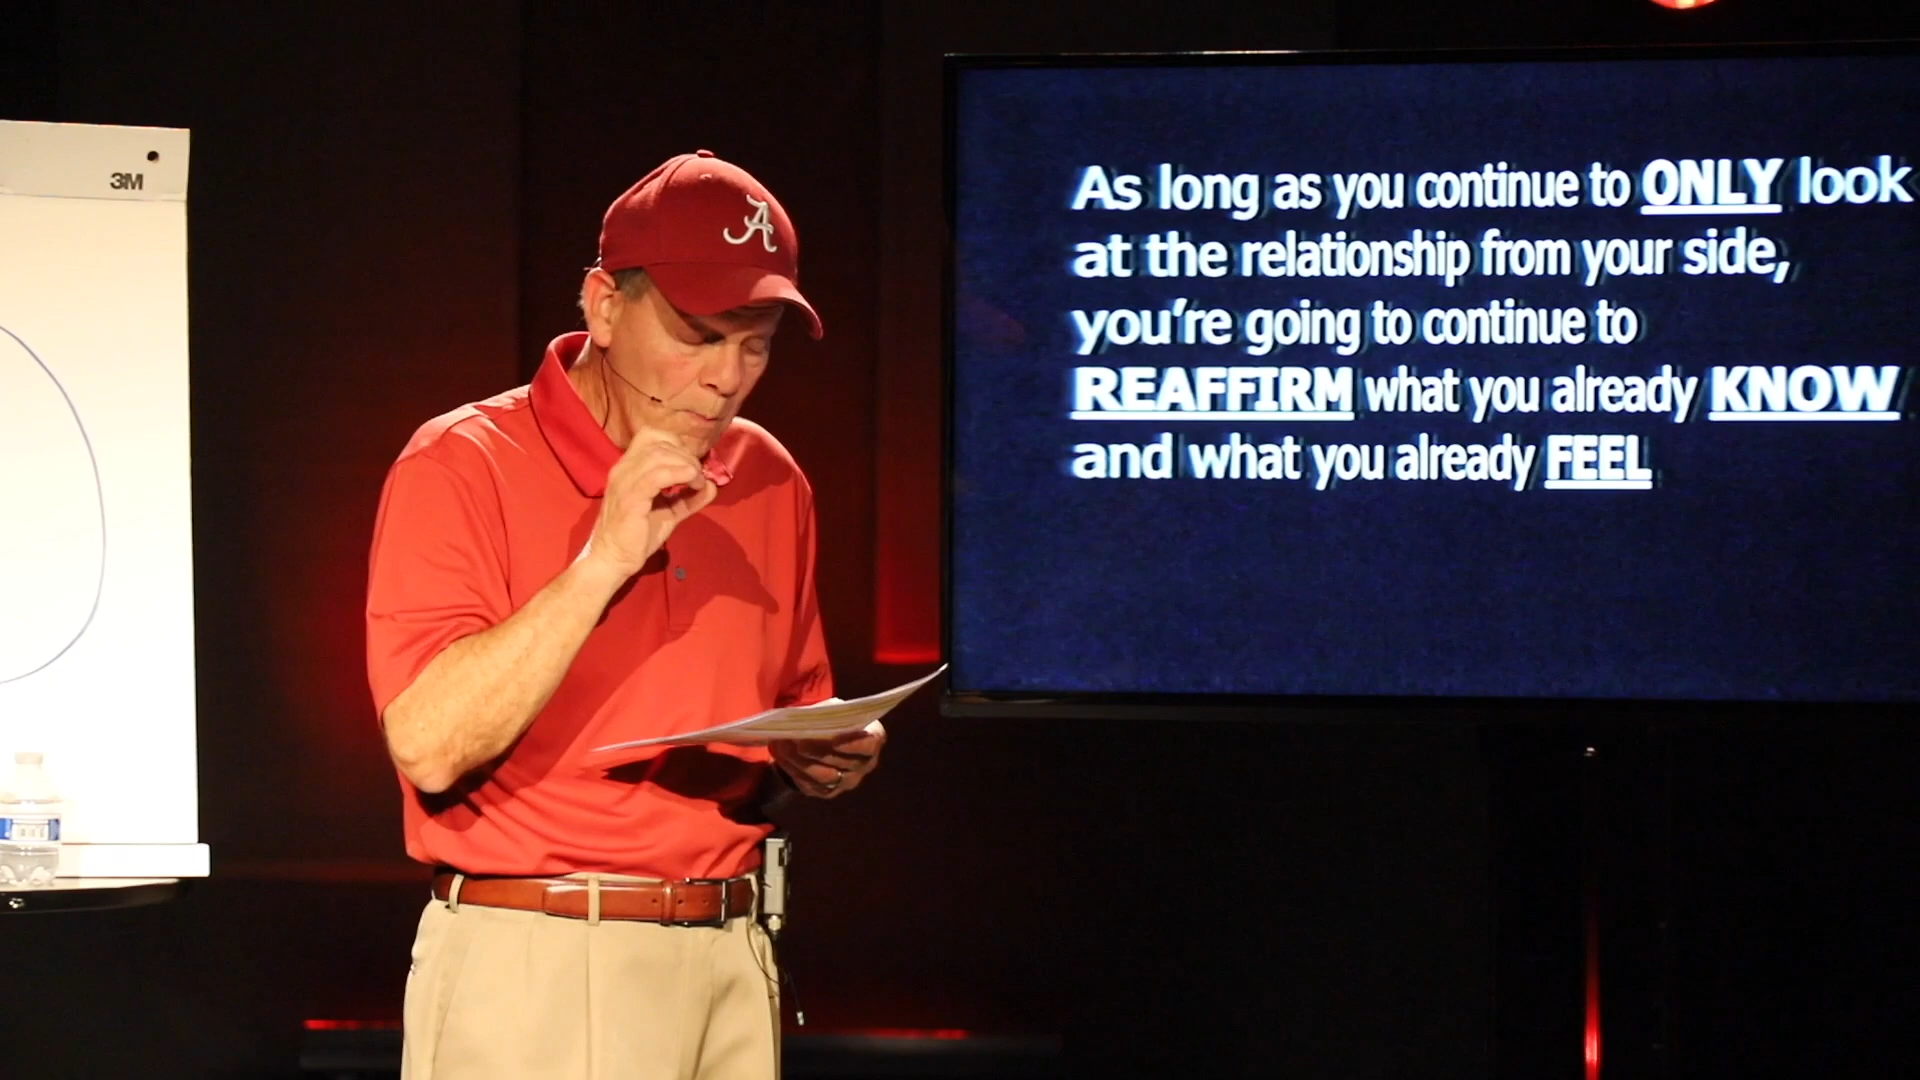 3M
A
As long as you continue to ONLY look
at the relationship from your side,
you're going to continue to
REAFFIRM what you already KNOW
and what you already FEEL